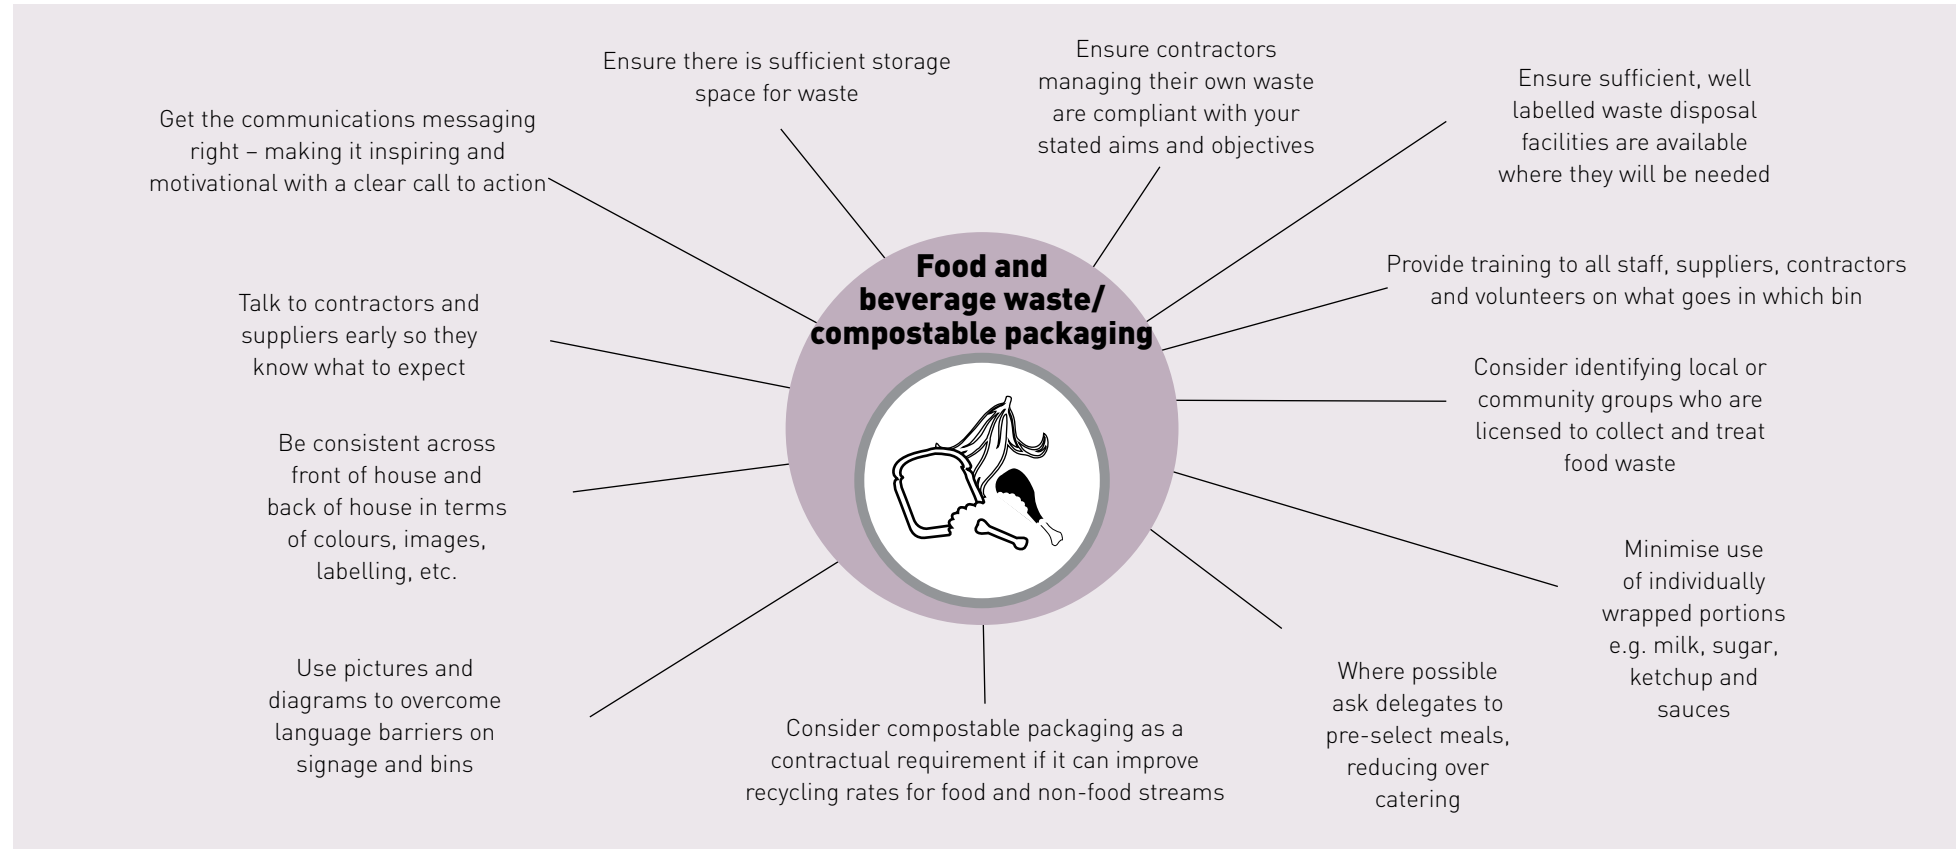 Ensure there is sufficient storage
space for waste
Ensure contractors
managing their own waste
are compliant with your
stated aims and objectives
Ensure sufficient, well
labelled waste disposal
facilities are available
where they will be needed
Get the communications messaging
right – making it inspiring and
motivational with a clear call to action
Provide training to all staff, suppliers, contractors
and volunteers on what goes in which bin
Food and
beverage waste/
compostable packaging
Talk to contractors and
suppliers early so they
know what to expect
Consider identifying local or
community groups who are
licensed to collect and treat
food waste
Be consistent across
front of house and
back of house in terms
of colours, images,
labelling, etc.
Minimise use
of individually
wrapped portions
e.g. milk, sugar,
ketchup and
sauces
Use pictures and
diagrams to overcome
language barriers on
signage and bins
Consider compostable packaging as a
contractual requirement if it can improve
recycling rates for food and non-food streams
Where possible
ask delegates to
pre-select meals,
reducing over
catering